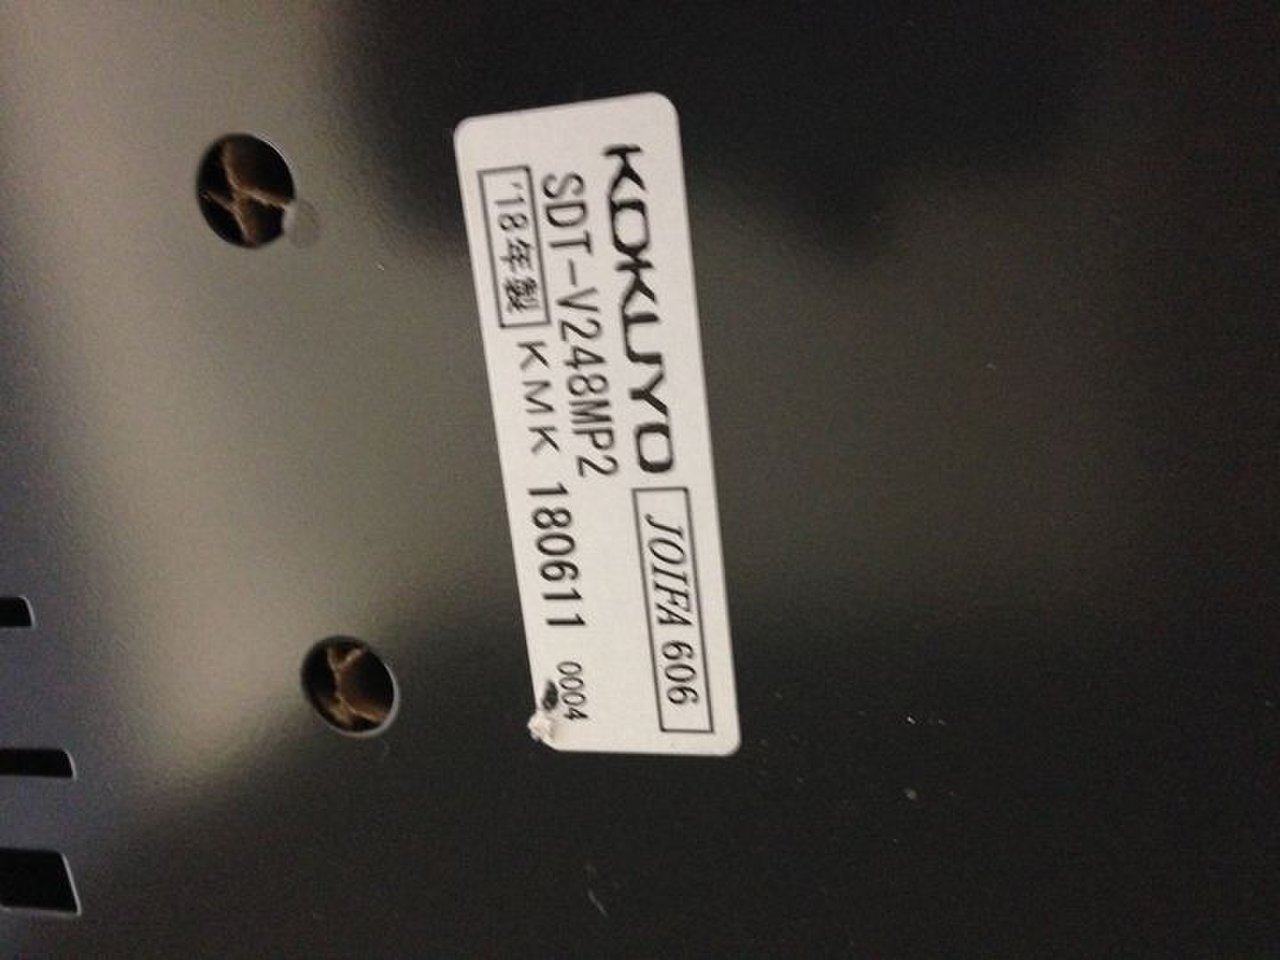 KOKUYO JOIFA 606
SDT-V248MP2
'18年製 KMK 180611 0004